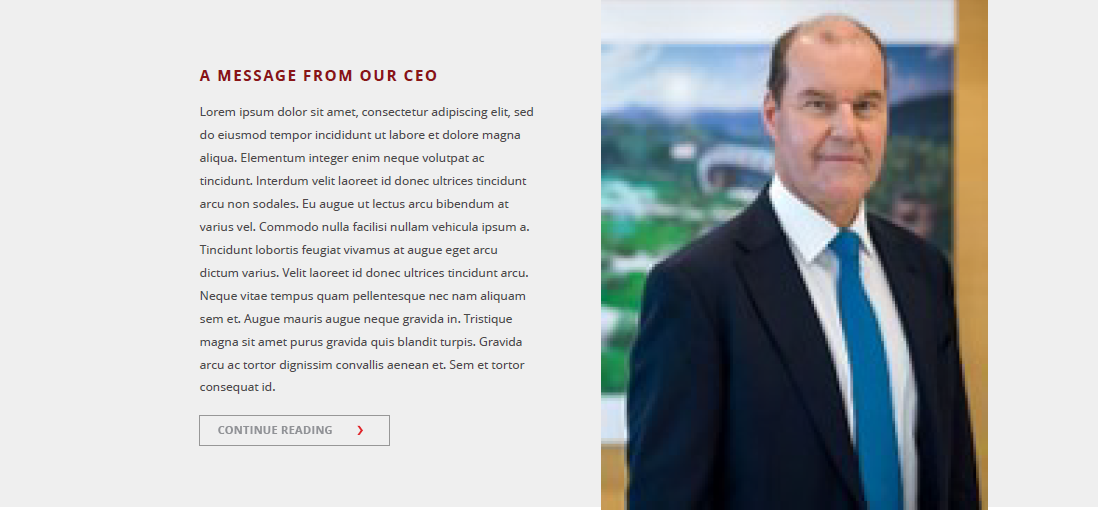 A MESSAGE FROM OUR CEO
Lorem ipsum dolor sit amet, consectetur adipiscing elit, sed
do eiusmod tempor incididunt ut labore et dolore magna
aliqua. Elementum integer enim neque volutpat ac
tincidunt. Interdum velit laoreet id donec ultrices tincidunt
arcu non sodales. Eu augue ut lectus arcu bibendum at
varius vel. Commodo nulla facilisi nullam vehicula ipsum a.
Tincidunt lobortis feugiat vivamus at augue eget arcu
dictum varius. Velit laoreet id donec ultrices tincidunt arcu.
Neque vitae tempus quam pellentesque nec nam aliquam
sem et. Augue mauris augue neque gravida in. Tristique
magna sit amet purus gravida quis blandit turpis. Gravida
arcu ac tortor dignissim convallis aenean et. Sem et tortor
consequat id.
CONTINUE READING